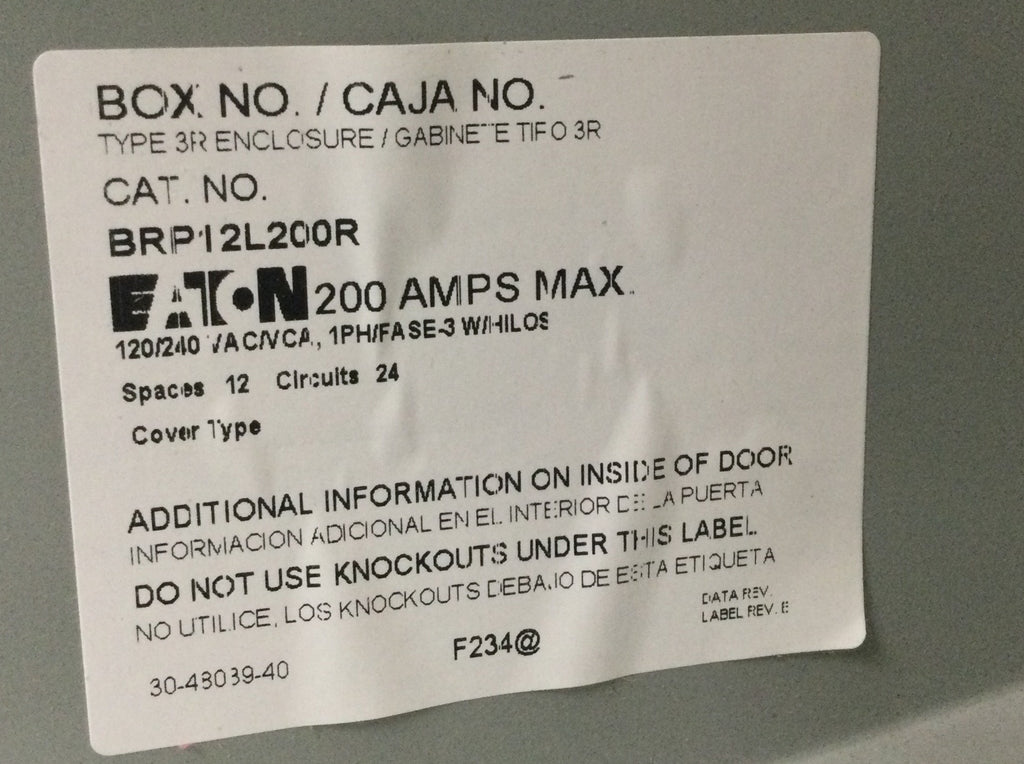 BOX NO. / CAJA NO.
TYPE 3R ENCLOSURE / GABINETE TIPO 3R
CAT. NO.
BRP12L200R
EATON 200 AMPS MAX.
120/240 VAC/VCA, 1PH/FASE-3 W/HILOS
Spaces 12 Circuits 24
Cover Type
ADDITIONAL INFORMATION ON INSIDE OF DOOR
INFORMACION ADICIONAL EN EL INTERIOR DE LA PUERTA
DO NOT USE KNOCKOUTS UNDER THIS LABEL.
NO UTILICE, LOS KNOCKOUTS DEBAJO DE ESTA ETIQUETA
DATA REV.
LABEL REV. E
F234@
30-43039-40